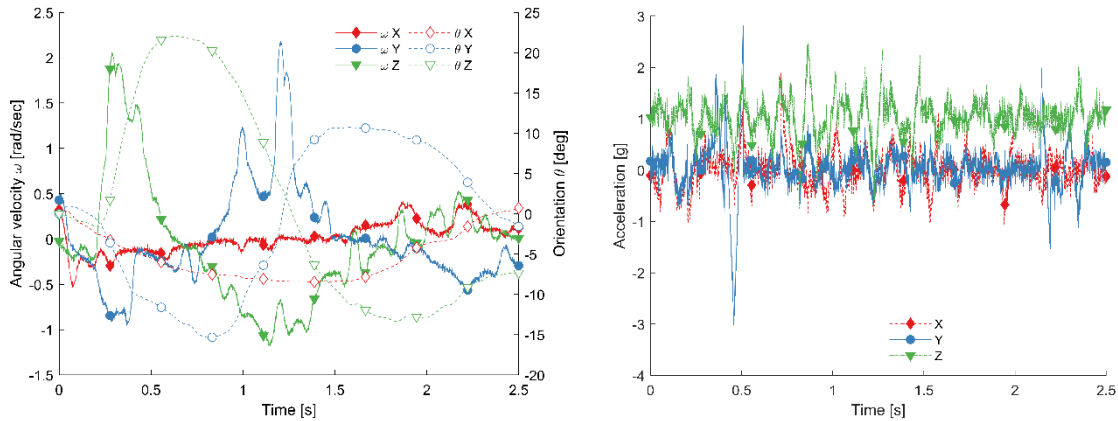 2.5
2
1.5
1
0.5
0
-0.5
-1
-1.5
Angular velocity ω [rad/sec]
ω X
ω Y
ω Z
θ X
θ Y
θ Z
25
20
15
10
5
0
-5
-10
-15
-20
Orientation θ [deg]
0
0.5
1
1.5
2
2.5
Time [s]
3
2
1
0
-1
-2
-3
-4
Acceleration [g]
X
Y
Z
0
0.5
1
1.5
2
2.5
Time [s]